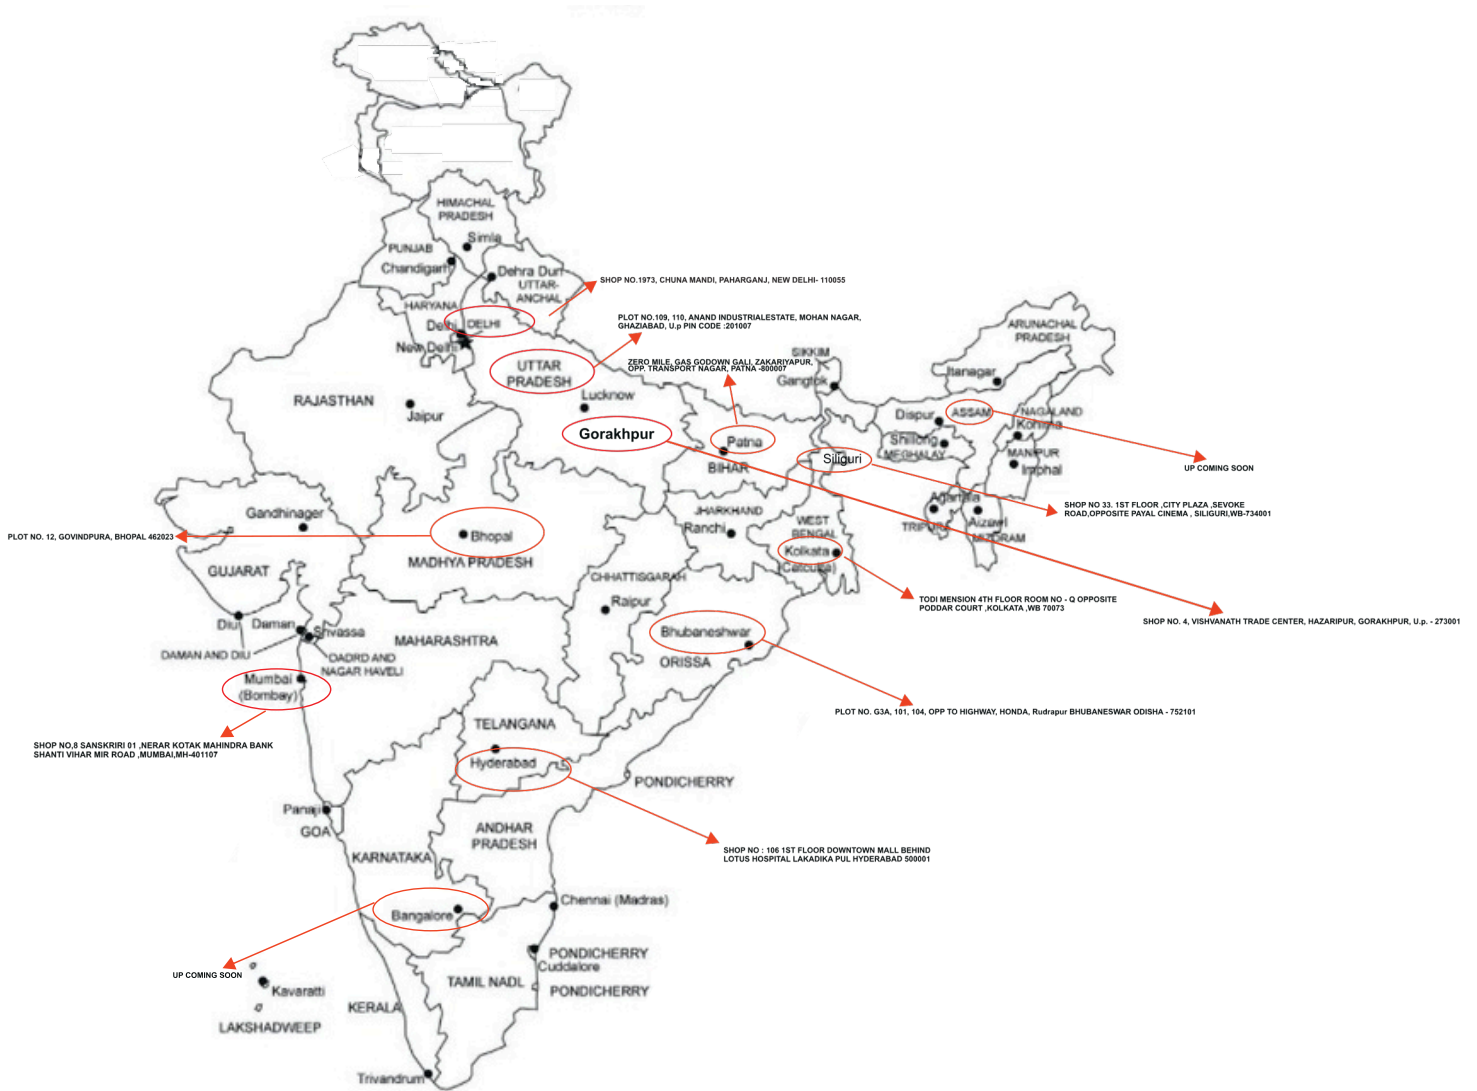 HIMACHAL
PRADESH
Simla
PUNJAB
Chandigarh
Dehra Dun
UTTAR-
ANCHAL
SHOP NO.1973, CHUNA MANDI, PAHARGANJ, NEW DELHI- 110055
HARYANA
Delhi
DELHI
New Delhi
PLOT NO.109, 110, ANAND INDUSTRIALESTATE, MOHAN NAGAR,
GHAZIABAD, U.p PIN CODE :201007
ARUNACHAL
PRADESH
UTTAR
PRADESH
ZERO MILE, GAS GODOWN GALI, ZAKARIYAPUR,
OPP. TRANSPORT NAGAR, PATNA -800007
SIKKIM
Gangtok
Itanagar
RAJASTHAN
Jaipur
Lucknow
Dispur
ASSAM
NAGALAND
Kohima
Gorakhpur
Patna
BIHAR
Siliguri
Shillong
MEGHALAY
MANIPUR
Imphal
UP COMING SOON
SHOP NO 33. 1ST FLOOR ,CITY PLAZA ,SEVOKE
ROAD,OPPOSITE PAYAL CINEMA , SILIGURI,WB-734001
Gandhinager
JHARKHAND
Ranchi
WEST
BENGAL
Agartala
TRIPURA
Aizawl
MIZORAM
PLOT NO. 12, GOVINDPURA, BHOPAL 462023
Bhopal
MADHYA PRADESH
Kolkata
(Calcutta)
GUJARAT
CHHATTISGARAH
Raipur
TODI MENSION 4TH FLOOR ROOM NO - Q OPPOSITE
PODDAR COURT ,KOLKATA ,WB 70073
SHOP NO. 4, VISHVANATH TRADE CENTER, HAZARIPUR, GORAKHPUR, U.p. - 273001
Diu
Daman
Shvassa
MAHARASHTRA
Bhubaneshwar
ORISSA
DAMAN AND DIU
DADRD AND
NAGAR HAVELI
Mumbai
(Bombay)
PLOT NO. G3A, 101, 104, OPP TO HIGHWAY, HONDA, Rudrapur BHUBANESWAR ODISHA - 752101
TELANGANA
Hyderabad
SHOP NO,8 SANSKRIRI 01 ,NERAR KOTAK MAHINDRA BANK
SHANTI VIHAR MIR ROAD ,MUMBAI,MH-401107
PONDICHERRY
Panaji
GOA
ANDHAR
PRADESH
KARNATAKA
SHOP NO : 106 1ST FLOOR DOWNTOWN MALL BEHIND
LOTUS HOSPITAL LAKADIKA PUL HYDERABAD 500001
Bangalore
Chennai (Madras)
UP COMING SOON
PONDICHERRY
Cuddalore
TAMIL NADL
PONDICHERRY
Kavaratti
LAKSHADWEEP
KERALA
Trivandrum